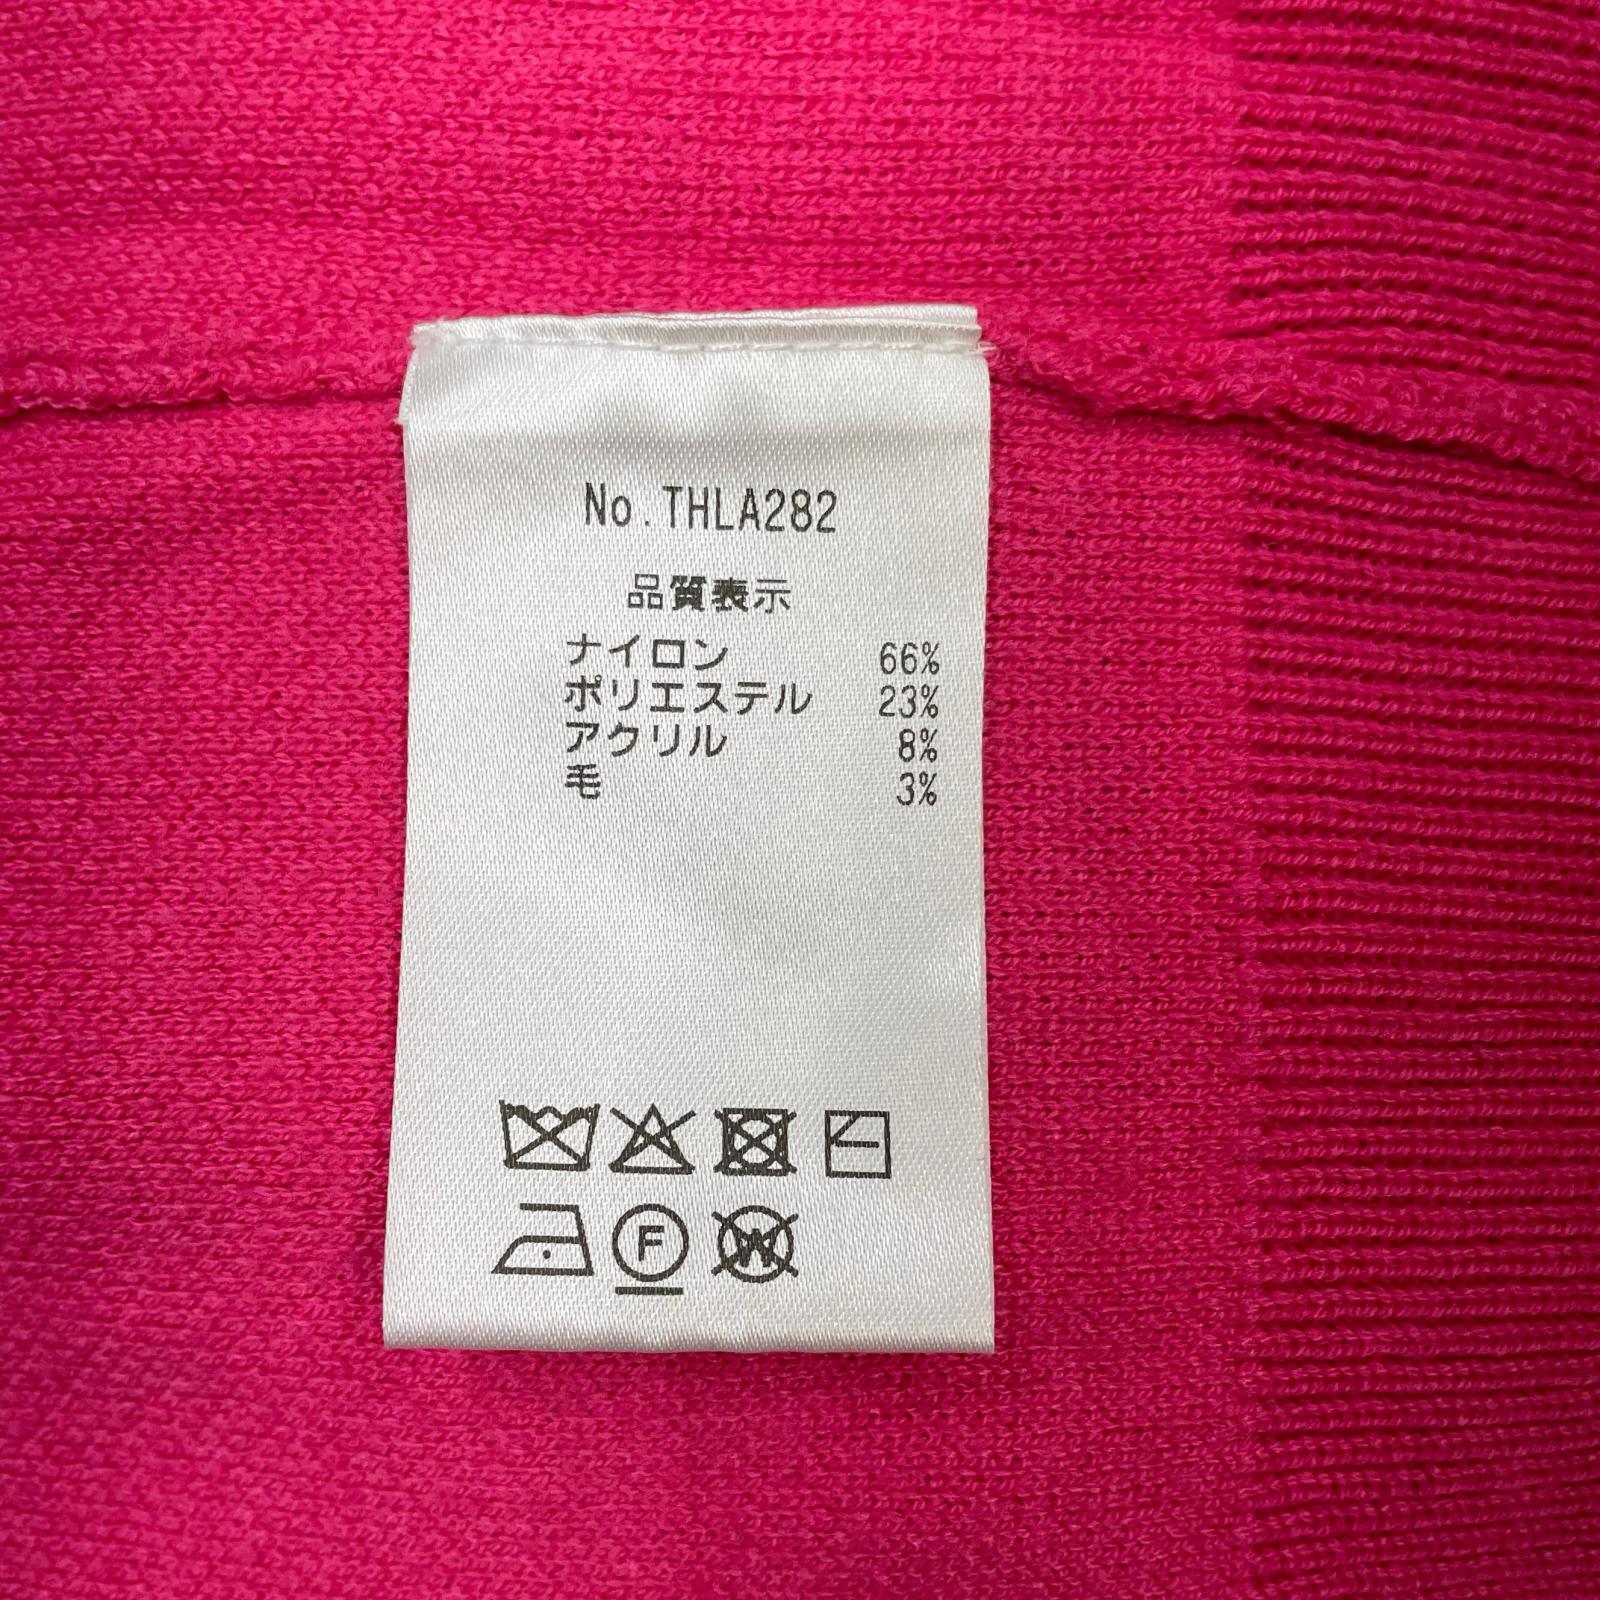 No.THLA282
品質表示
ナイロン 66%
ポリエステル 23%
アクリル 8%
毛 3%
F W